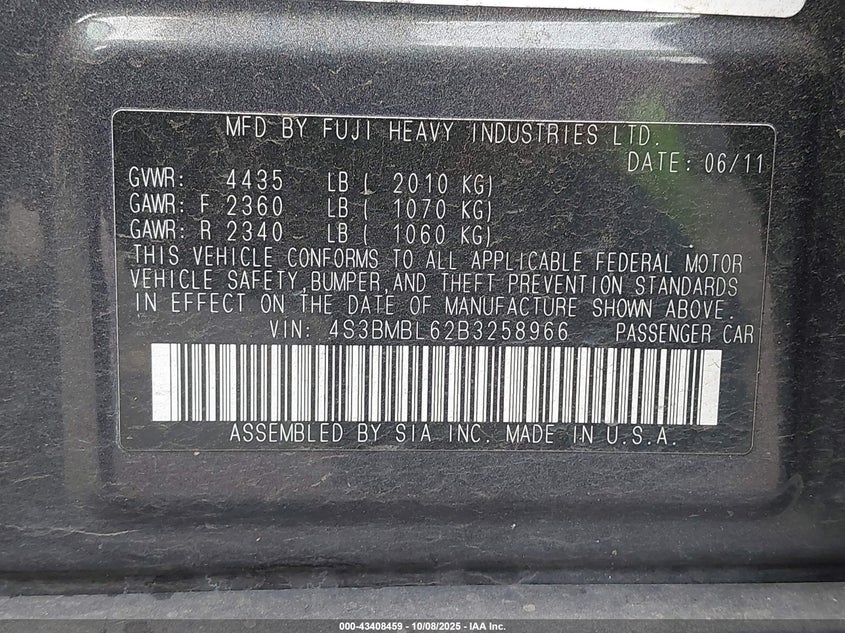 MFD BY FUJI HEAVY INDUSTRIES LTD.
DATE: 06/11
GVWR: 4435 LB ( 2010 KG)
GAWR: F 2360 LB ( 1070 KG)
GAWR: R 2340 LB ( 1060 KG)
THIS VEHICLE CONFORMS TO ALL APPLICABLE FEDERAL MOTOR
VEHICLE SAFETY,BUMPER,AND THEFT PREVENTION STANDARDS
IN EFFECT ON THE DATE OF MANUFACTURE SHOWN ABOVE.
VIN: 4S3BMBL62B3258966 PASSENGER CAR
ASSEMBLED BY SIA INC. MADE IN U.S.A.
000-43408459 - 10/08/2025 - IAA Inc.